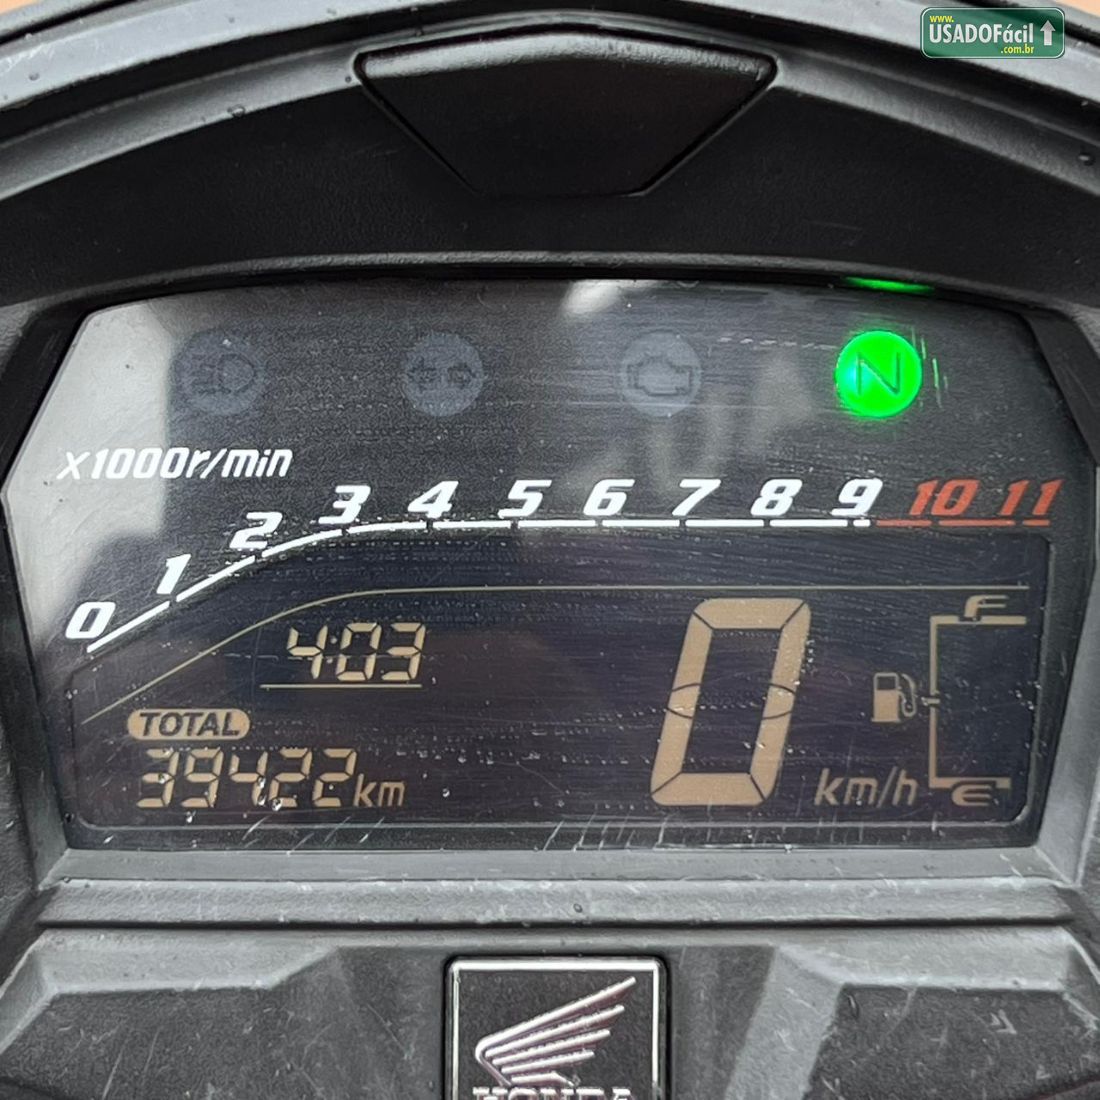 www.
USADOFácil
.com.br
N
x1000r/min
0 1 2 3 4 5 6 7 8 9 10 11
4:03
F
TOTAL
0
39422km
km/h
E
HONDA